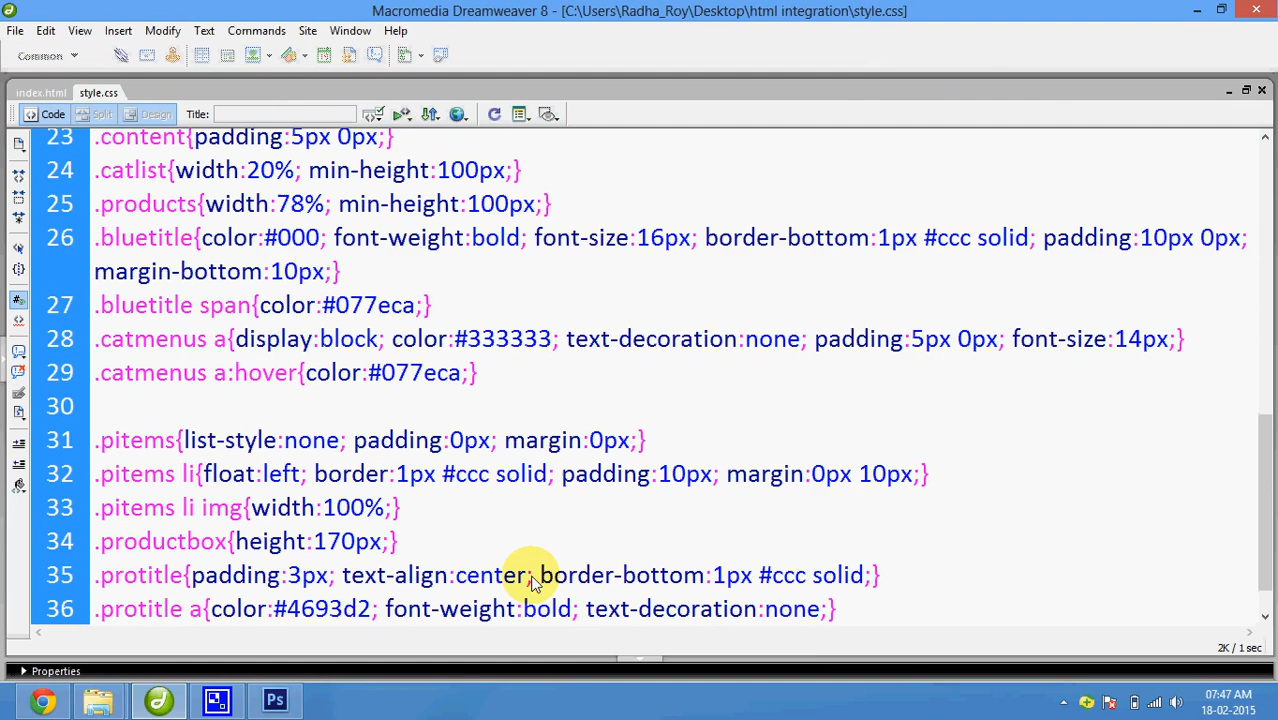 Macromedia Dreamweaver 8 - [C:\Users\Radha_Roy\Desktop\html integration\style.css]
File Edit View Insert Modify Text Commands Site Window Help
Common
index.html style.css
Code Split Design Title:
23 .content{padding:5px 0px;}
24 .catlist{width:20%; min-height:100px;}
25 .products{width:78%; min-height:100px;}
26 .bluetitle{color:#000; font-weight:bold; font-size:16px; border-bottom:1px #ccc solid; padding:10px 0px;
margin-bottom:10px;}
27 .bluetitle span{color:#077eca;}
28 .catmenus a{display:block; color:#333333; text-decoration:none; padding:5px 0px; font-size:14px;}
29 .catmenus a:hover{color:#077eca;}
30
31 .pitems{list-style:none; padding:0px; margin:0px;}
32 .pitems li{float:left; border:1px #ccc solid; padding:10px; margin:0px 10px;}
33 .pitems li img{width:100%;}
34 .productbox{height:170px;}
35 .protitle{padding:3px; text-align:center; border-bottom:1px #ccc solid;}
36 .protitle a{color:#4693d2; font-weight:bold; text-decoration:none;}
2K / 1 sec
Properties
Ps
07:47 AM
18-02-2015